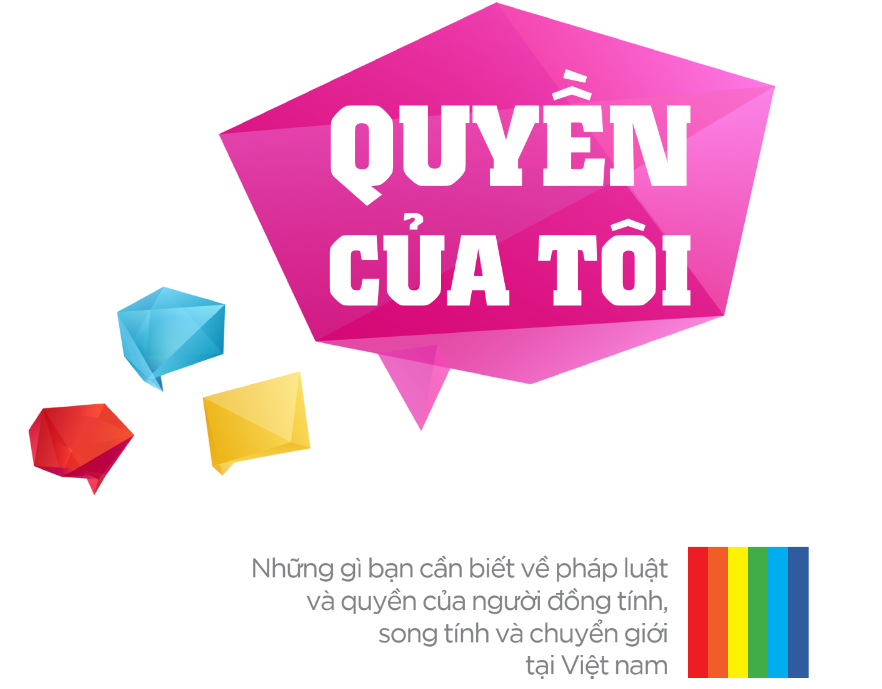 QUYỀN
CỦA TÔI
Những gì bạn cần biết về pháp luật
và quyền của người đồng tính,
song tính và chuyển giới
tại Việt nam